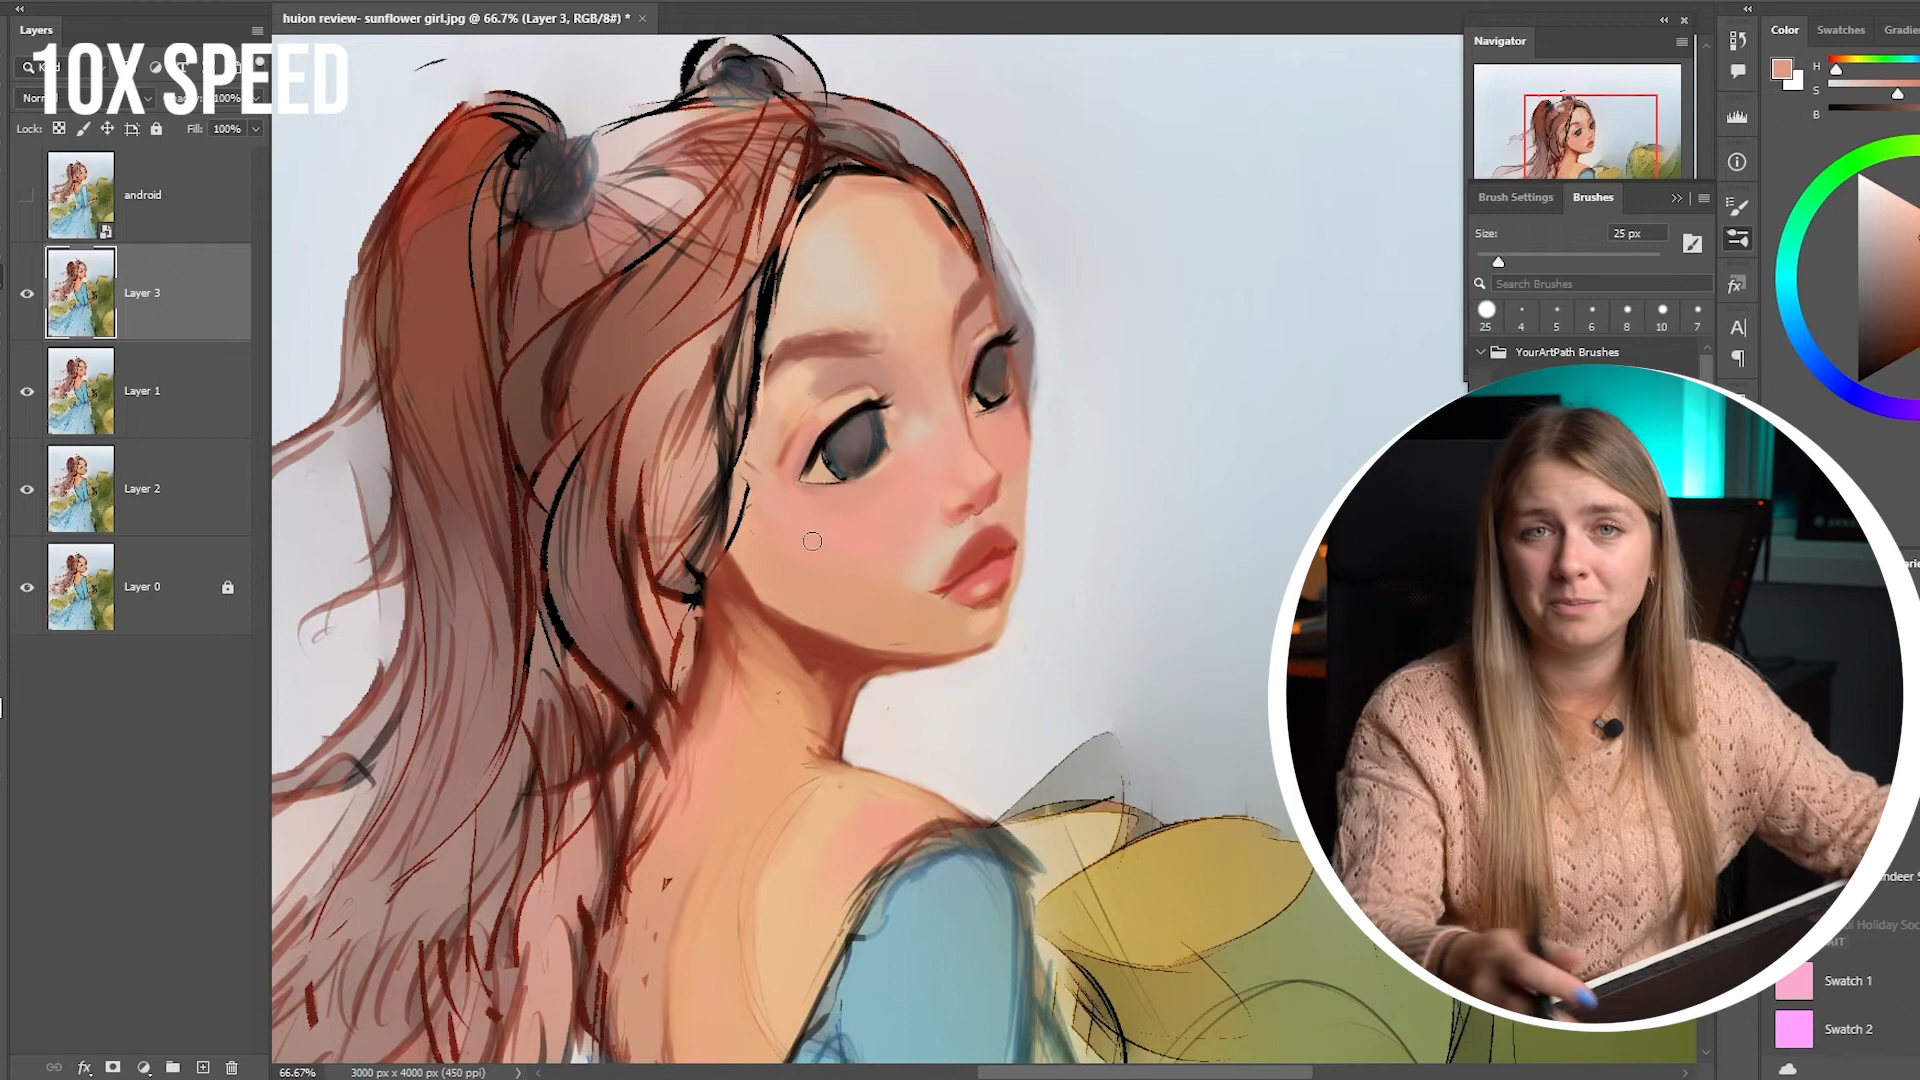 Layers
10X SPEED
100%
Lock:
Fill: 100%
android
Layer 3
Layer 1
Layer 2
Layer 0
huion review- sunflower girl.jpg @ 66.7% (Layer 3, RGB/8#) *
66.67%
3000 px x 4000 px (450 ppi)
Navigator
Brush Settings
Brushes
Size:
25 px
Search Brushes
25 4 5 6 8 10 7
YourArtPath Brushes
Color
Swatches
H
S
B
Holiday Soc
Swatch 1
Swatch 2